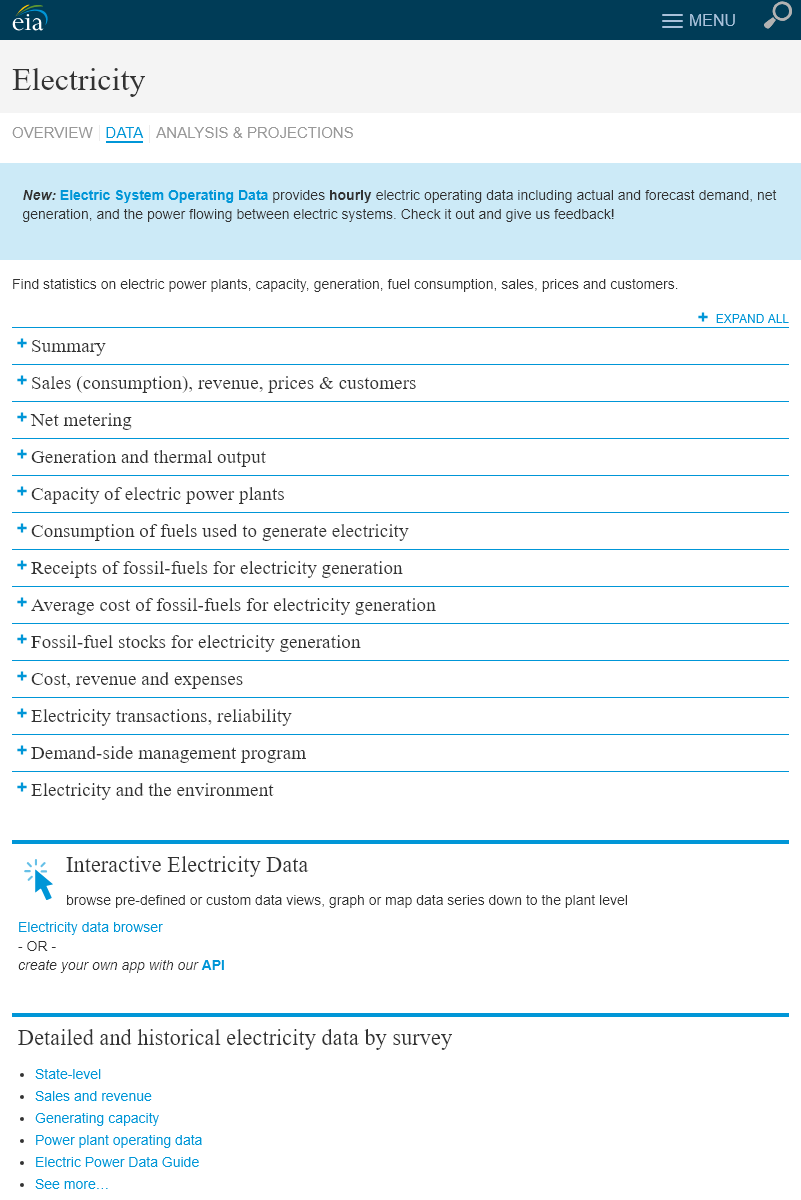 eia
MENU
Electricity
OVERVIEW DATA ANALYSIS & PROJECTIONS
New: Electric System Operating Data provides hourly electric operating data including actual and forecast demand, net
generation, and the power flowing between electric systems. Check it out and give us feedback!
Find statistics on electric power plants, capacity, generation, fuel consumption, sales, prices and customers.
+ EXPAND ALL
+ Summary
+ Sales (consumption), revenue, prices & customers
+ Net metering
+ Generation and thermal output
+ Capacity of electric power plants
+ Consumption of fuels used to generate electricity
+ Receipts of fossil-fuels for electricity generation
+ Average cost of fossil-fuels for electricity generation
+ Fossil-fuel stocks for electricity generation
+ Cost, revenue and expenses
+ Electricity transactions, reliability
+ Demand-side management program
+ Electricity and the environment
Interactive Electricity Data
browse pre-defined or custom data views, graph or map data series down to the plant level
Electricity data browser
- OR -
create your own app with our API
Detailed and historical electricity data by survey
• State-level
• Sales and revenue
• Generating capacity
• Power plant operating data
• Electric Power Data Guide
• See more…